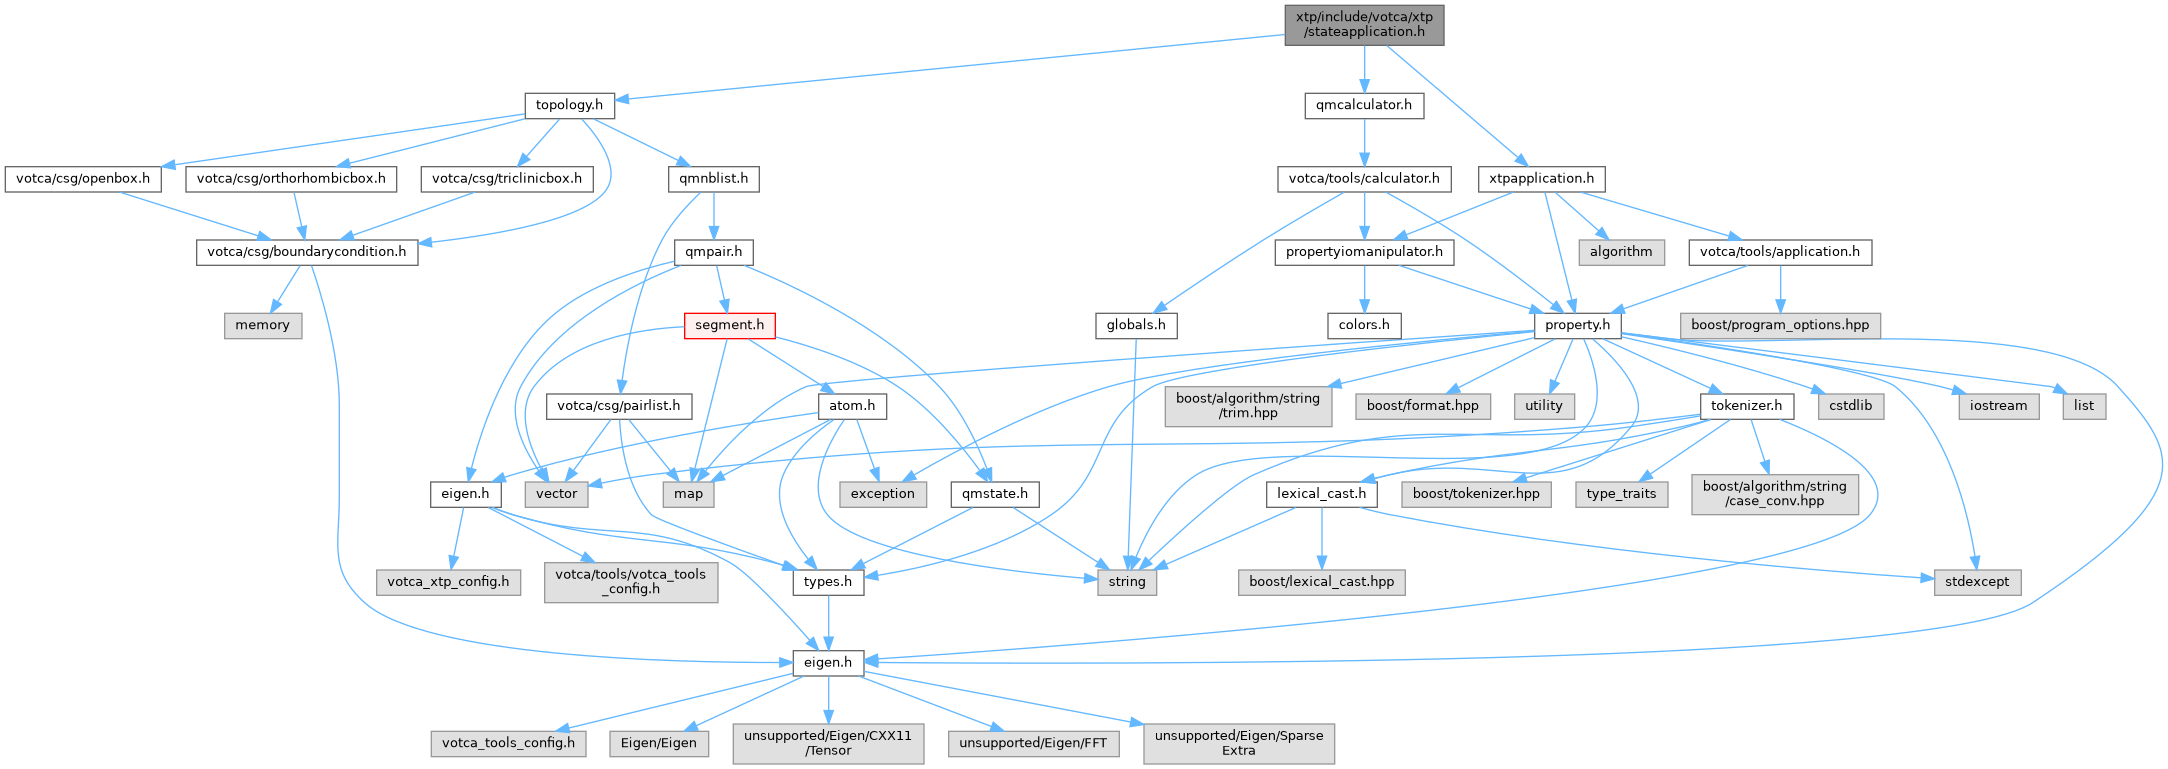 xtp/include/votca/xtp
/stateapplication.h
topology.h
qmcalculator.h
votca/csg/openbox.h
votca/csg/orthorhombicbox.h
votca/csg/triclinicbox.h
qmnblist.h
votca/tools/calculator.h
xtpapplication.h
votca/csg/boundarycondition.h
qmpair.h
propertyiomanipulator.h
algorithm
votca/tools/application.h
memory
segment.h
globals.h
colors.h
property.h
boost/program_options.hpp
votca/csg/pairlist.h
atom.h
boost/algorithm/string
/trim.hpp
boost/format.hpp
utility
tokenizer.h
cstdlib
iostream
list
eigen.h
vector
map
exception
qmstate.h
lexical_cast.h
boost/tokenizer.hpp
type_traits
boost/algorithm/string
/case_conv.hpp
votca_xtp_config.h
votca/tools/votca_tools
_config.h
types.h
string
boost/lexical_cast.hpp
stdexcept
eigen.h
votca_tools_config.h
Eigen/Eigen
unsupported/Eigen/CXX11
/Tensor
unsupported/Eigen/FFT
unsupported/Eigen/Sparse
Extra